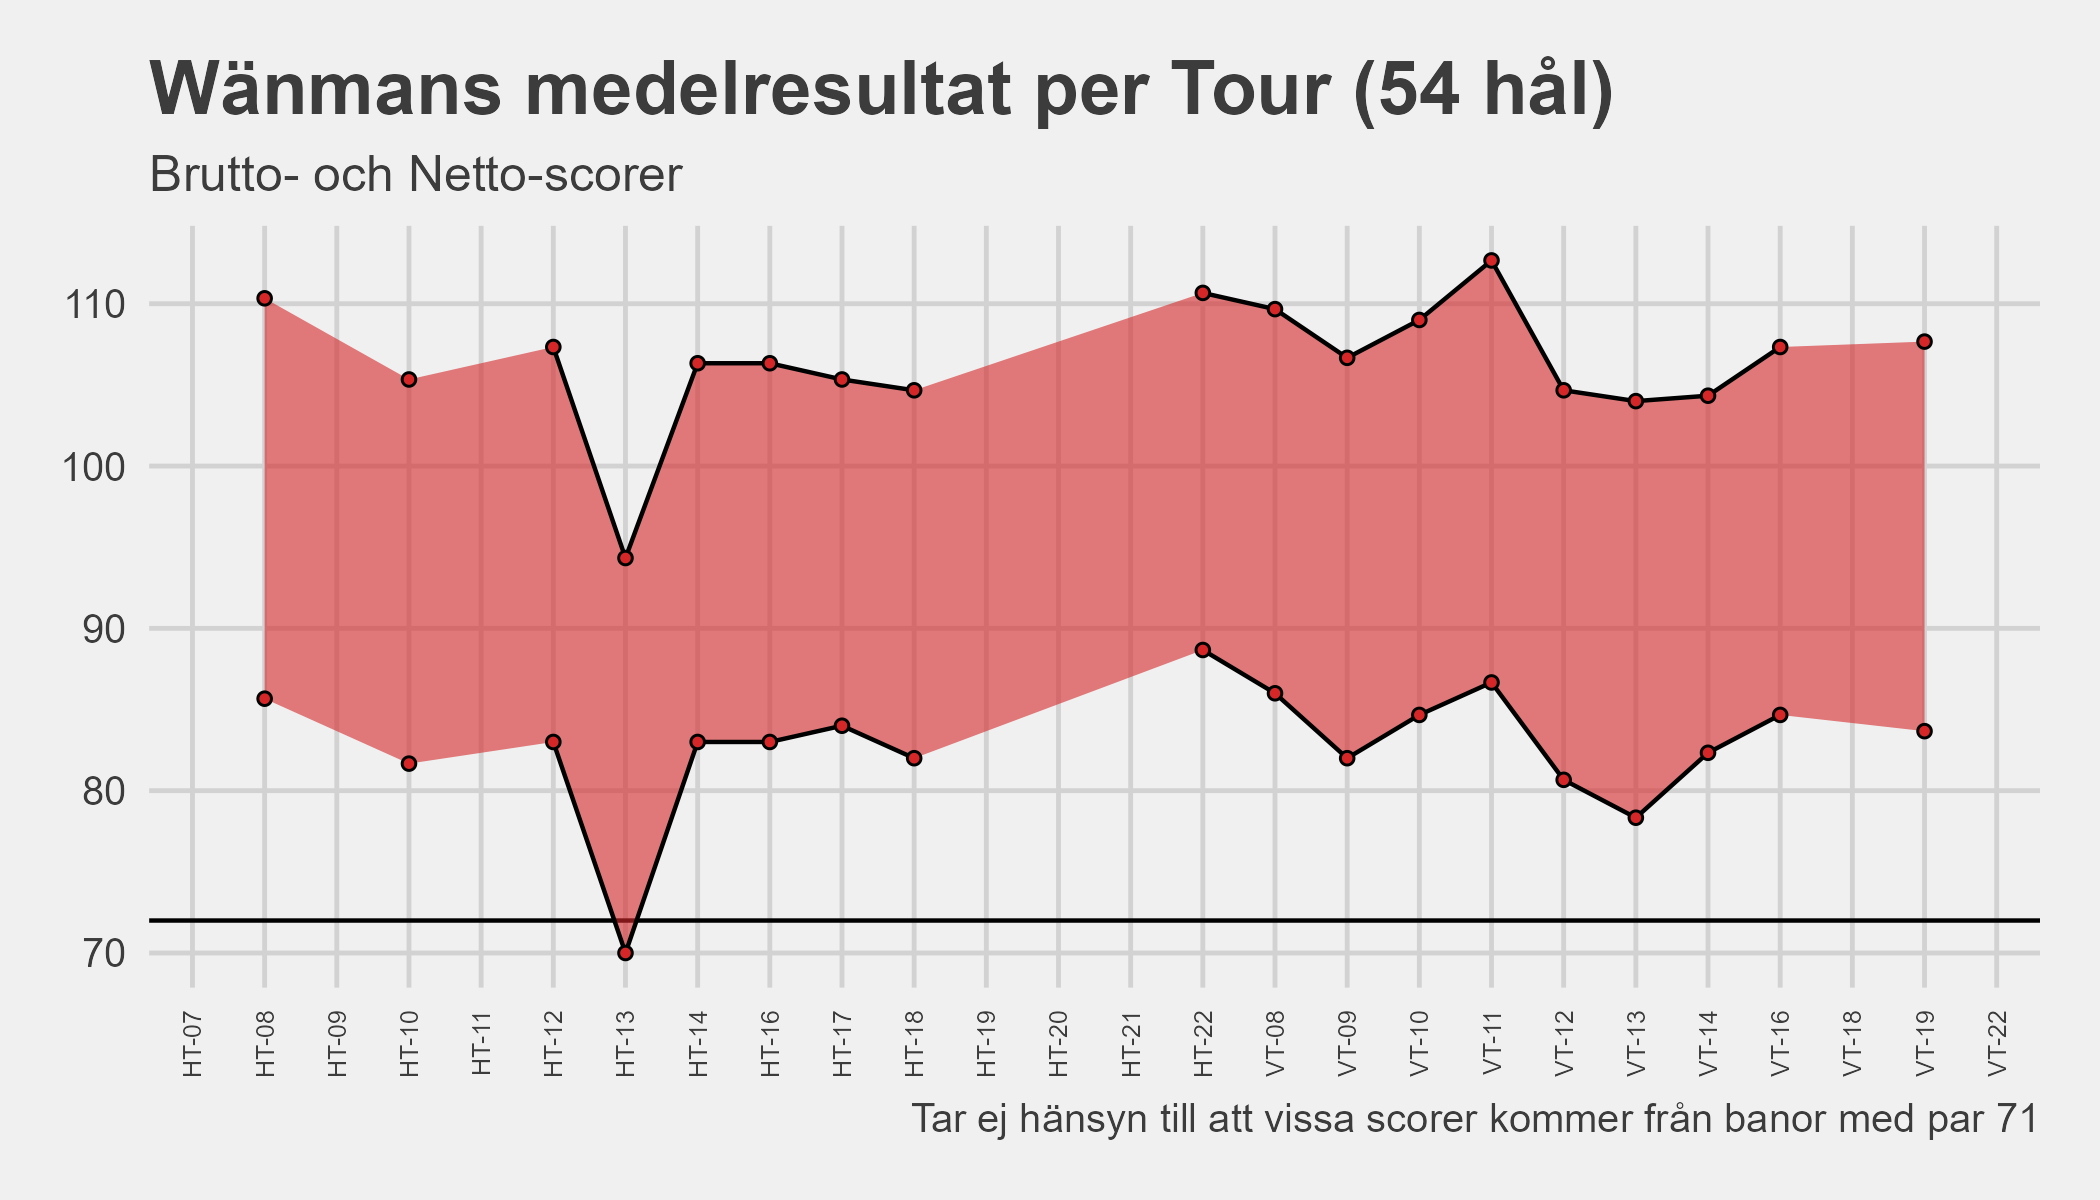 Wänmans medelresultat per Tour (54 hål)
Brutto- och Netto-scorer
110
100
90
80
70
HT-07
HT-08
HT-09
HT-10
HT-11
HT-12
HT-13
HT-14
HT-16
HT-17
HT-18
HT-19
HT-20
HT-21
HT-22
VT-08
VT-09
VT-10
VT-11
VT-12
VT-13
VT-14
VT-16
VT-18
VT-19
VT-22
Tar ej hänsyn till att vissa scorer kommer från banor med par 71